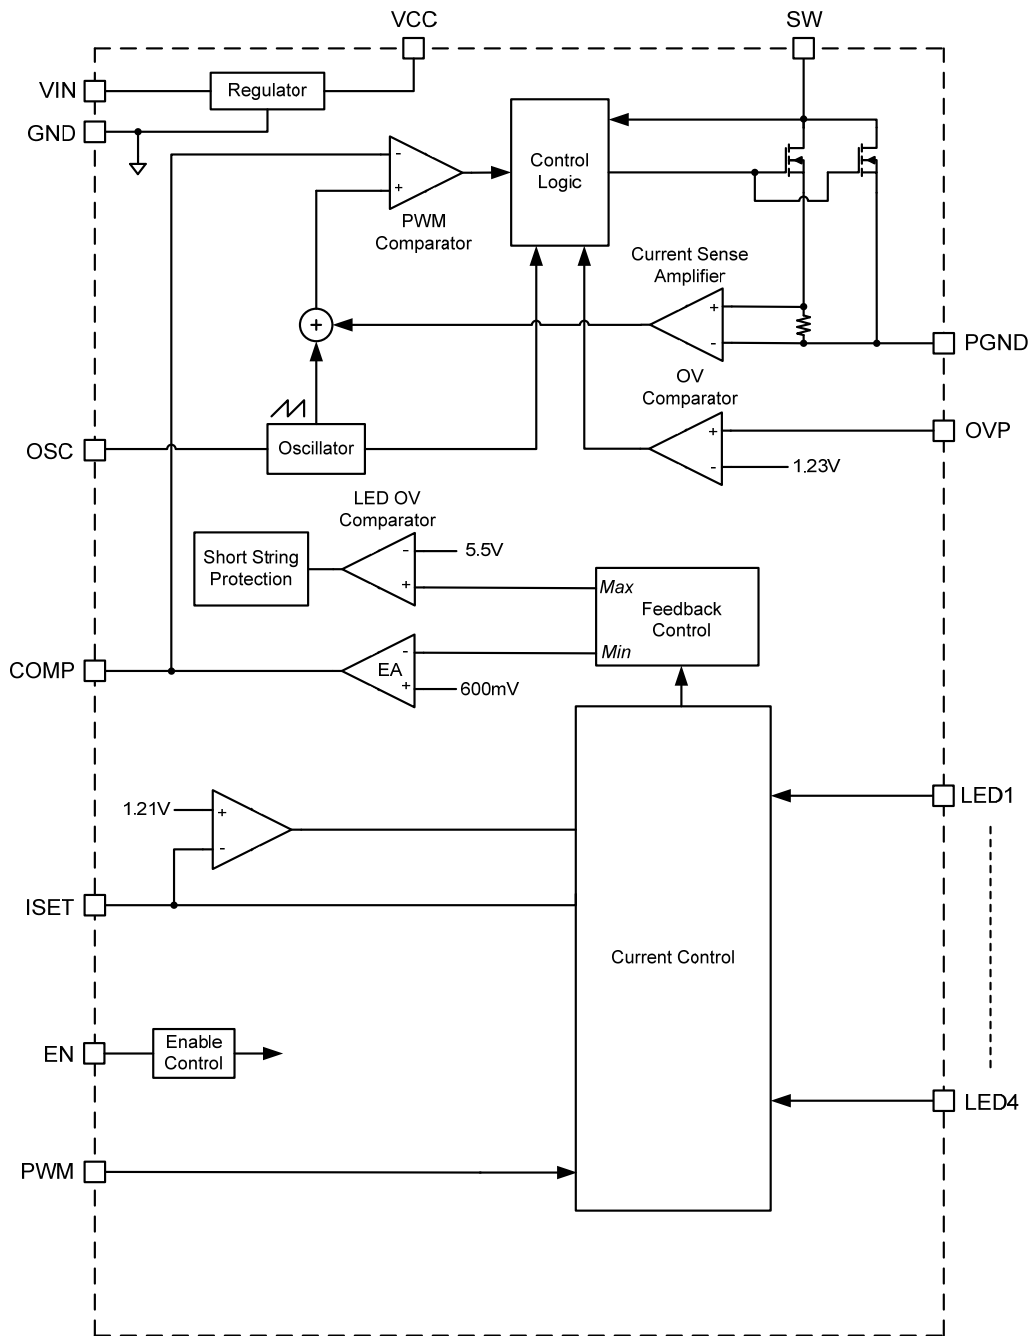 VCC
SW
VIN
Regulator
GND
-
+
PWM
Comparator
Control
Logic
Current Sense
Amplifier
+
-
+
PGND
OV
Comparator
+
-
1.23V
OVP
OSC
Oscillator
LED OV
Comparator
Short String
Protection
-
5.5V
+
Max
Feedback
Control
Min
COMP
EA
-
+
600mV
1.21V
+
-
LED1
ISET
Current Control
EN
Enable
Control
LED4
PWM